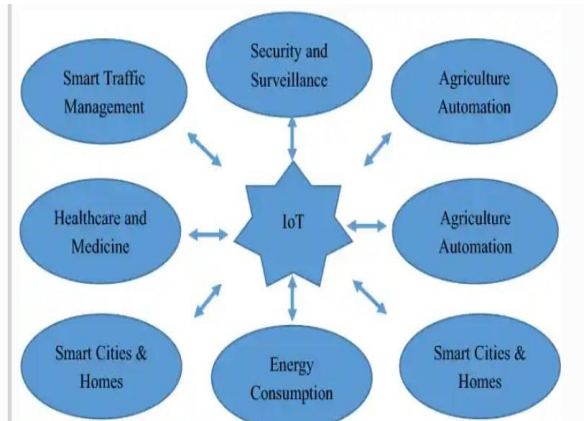 Security and
Surveillance
Smart Traffic
Management
Agriculture
Automation
Healthcare and
Medicine
IoT
Agriculture
Automation
Smart Cities &
Homes
Energy
Consumption
Smart Cities &
Homes